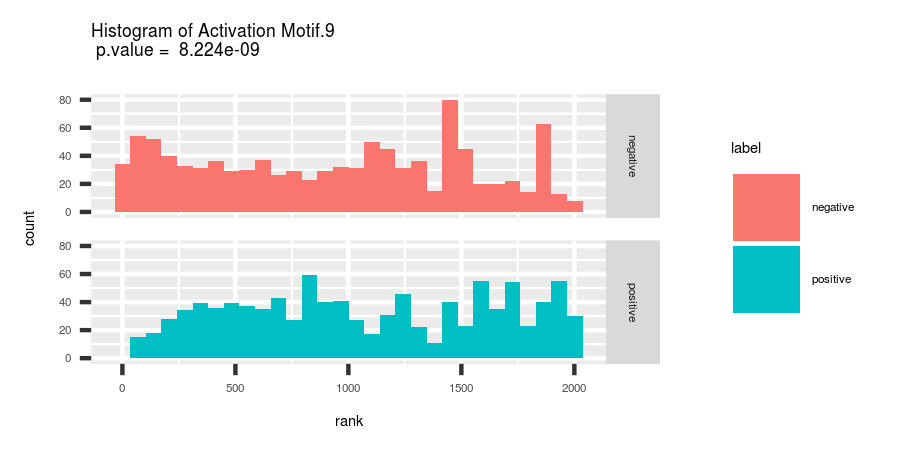 Histogram of Activation Motif.9
p.value = 8.224e-09
80
60
40
20
0
negative
80
60
40
20
0
positive
0 500 1000 1500 2000
rank
count
label
negative
positive